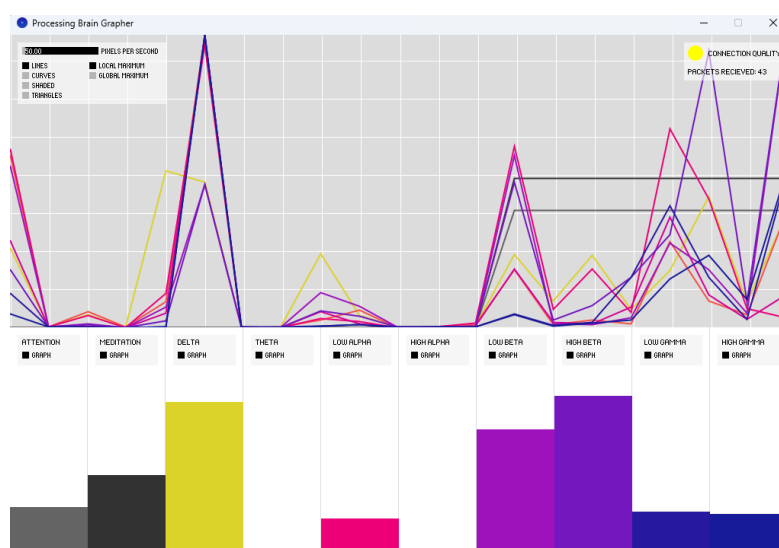 Processing Brain Grapher
50.00 PIXELS PER SECOND
LINES LOCAL MAXIMUM
CURVES GLOBAL MAXIMUM
SHADED
TRIANGLES
CONNECTION QUALITY
PACKETS RECIEVED: 43
ATTENTION MEDITATION DELTA THETA LOW ALPHA HIGH ALPHA LOW BETA HIGH BETA LOW GAMMA HIGH GAMMA
GRAPH GRAPH GRAPH GRAPH GRAPH GRAPH GRAPH GRAPH GRAPH GRAPH